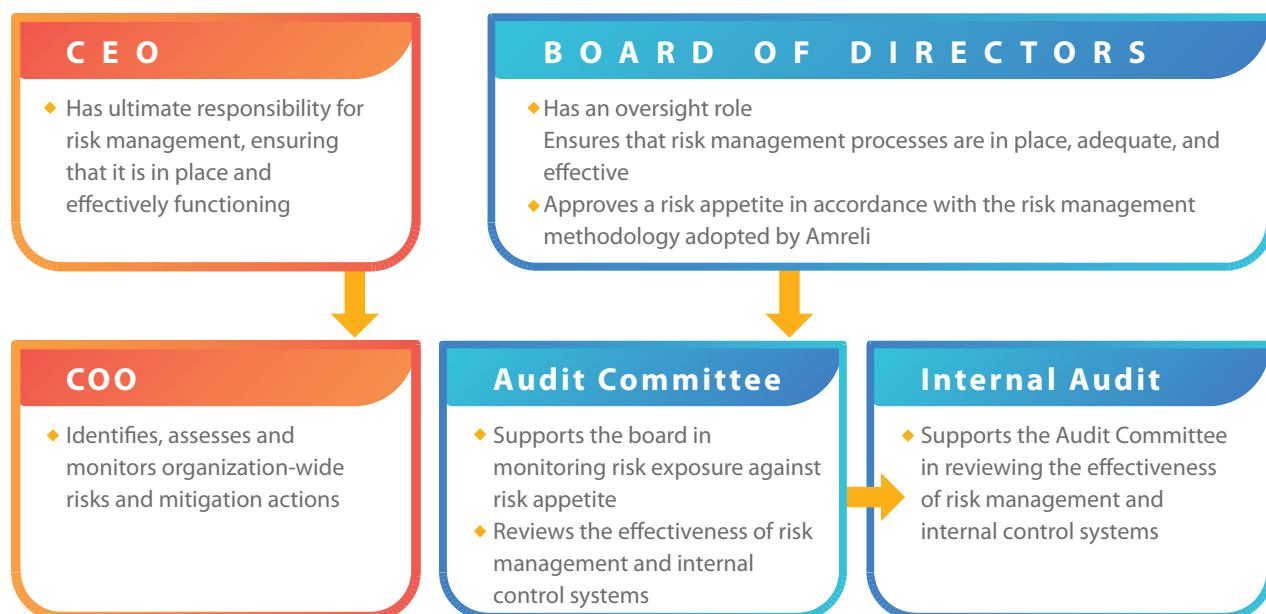 CEO
◆ Has ultimate responsibility for
risk management, ensuring
that it is in place and
effectively functioning
BOARD OF DIRECTORS
◆ Has an oversight role
Ensures that risk management processes are in place, adequate, and
effective
◆ Approves a risk appetite in accordance with the risk management
methodology adopted by Amreli
COO
◆ Identifies, assesses and
monitors organization-wide
risks and mitigation actions
Audit Committee
◆ Supports the board in
monitoring risk exposure against
risk appetite
◆ Reviews the effectiveness of risk
management and internal
control systems
Internal Audit
◆ Supports the Audit Committee
in reviewing the effectiveness
of risk management and
internal control systems